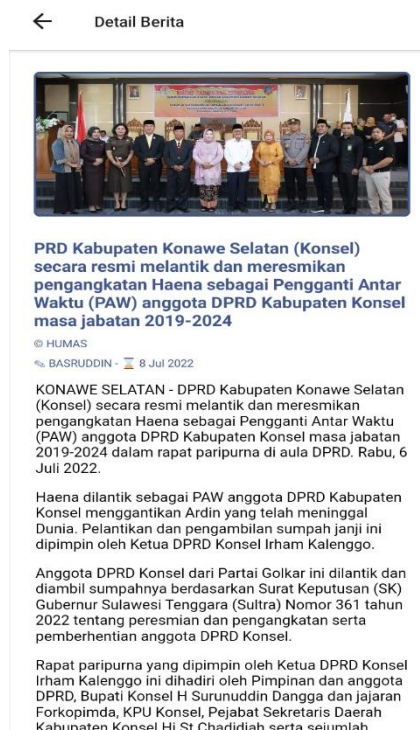 Detail Berita
PRD Kabupaten Konawe Selatan (Konsel)
secara resmi melantik dan meresmikan
pengangkatan Haena sebagai Pengganti Antar
Waktu (PAW) anggota DPRD Kabupaten Konsel
masa jabatan 2019-2024
© HUMAS
BASRUDDIN - 8 Jul 2022
KONAWE SELATAN - DPRD Kabupaten Konawe Selatan
(Konsel) secara resmi melantik dan meresmikan
pengangkatan Haena sebagai Pengganti Antar Waktu
(PAW) anggota DPRD Kabupaten Konsel masa jabatan
2019-2024 dalam rapat paripurna di aula DPRD. Rabu, 6
Juli 2022.
Haena dilantik sebagai PAW anggota DPRD Kabupaten
Konsel menggantikan Ardin yang telah meninggal
Dunia. Pelantikan dan pengambilan sumpah janji ini
dipimpin oleh Ketua DPRD Konsel Irham Kalenggo.
Anggota DPRD Konsel dari Partai Golkar ini dilantik dan
diambil sumpahnya berdasarkan Surat Keputusan (SK)
Gubernur Sulawesi Tenggara (Sultra) Nomor 361 tahun
2022 tentang peresmian dan pengangkatan serta
pemberhentian anggota DPRD Konsel.
Rapat paripurna yang dipimpin oleh Ketua DPRD Konsel
Irham Kalenggo ini dihadiri oleh Pimpinan dan anggota
DPRD, Bupati Konsel H Surunuddin Dangga dan jajaran
Forkopimda, KPU Konsel, Pejabat Sekretaris Daerah
Kabupaten Konsel Hj St Chadidjah serta sejumlah